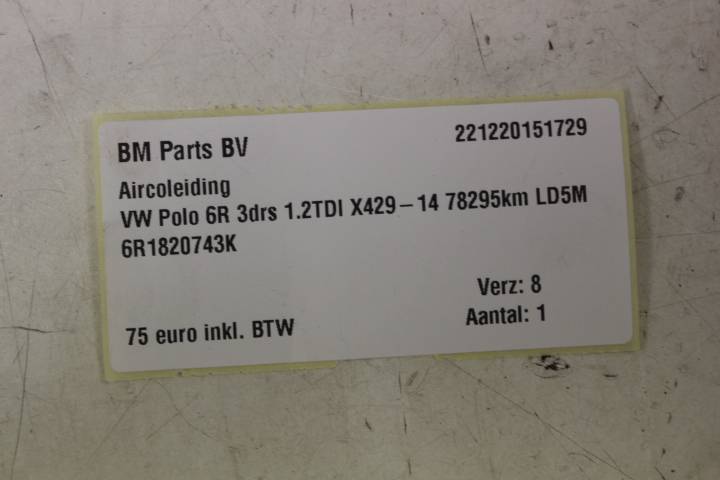 BM Parts BV 221220151729
Aircoleiding
VW Polo 6R 3drs 1.2TDI X429-14 78295km LD5M
6R1820743K
Verz: 8
75 euro inkl. BTW Aantal: 1